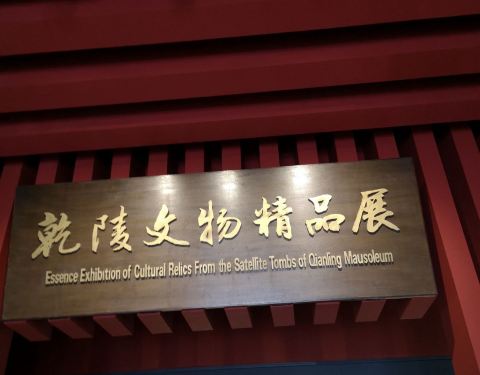 乾陵文物精品展
Essence Exhibition of Cultural Relics From the Satellite Tombs of Qianling Mausoleum